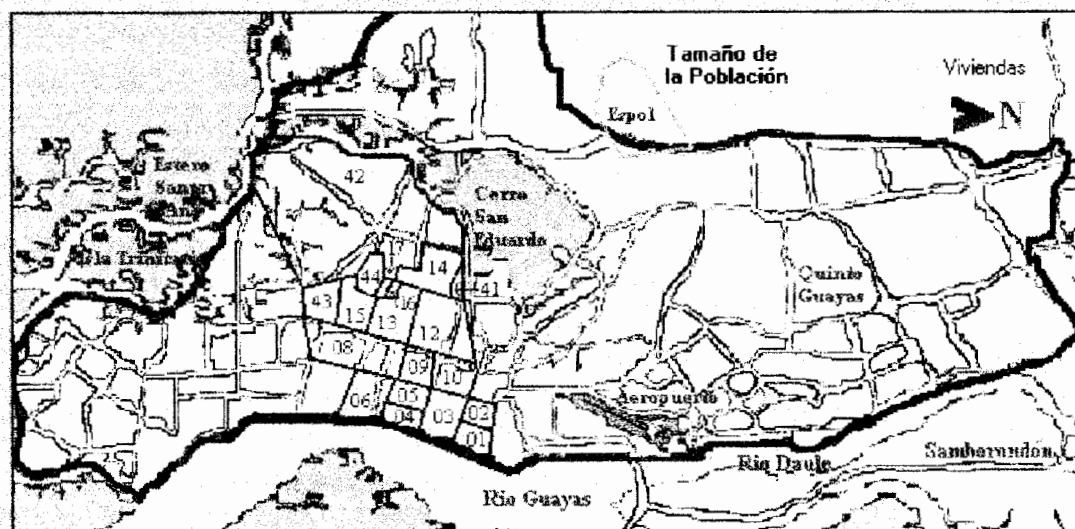 Tamaño de
la Población
Viviendas
N
Espol
Estero
42
Cerro
San
Eduardo
14
41
44
43
16
15
13
12
Quinto
Guayas
08
09
10
05
06
04
03
02
01
Aeropuerto
Rio Daule
Samborondon
Rio Guayas